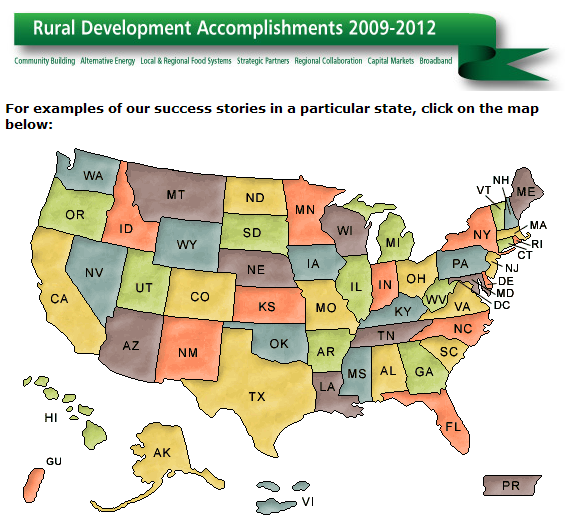 Rural Development Accomplishments 2009-2012
Community Building Alternative Energy Local & Regional Food Systems Strategic Partners Regional Collaboration Capital Markets Broadband
For examples of our success stories in a particular state, click on the map
below:
WA
MT
ND
MN
OR
ID
SD
WI
MI
NH
VT
ME
NY
MA
RI
CT
WY
NV
NE
IA
PA
NJ
DE
MD
DC
CA
UT
CO
KS
MO
IL
IN
OH
WV
VA
KY
AZ
NM
OK
AR
TN
NC
SC
TX
LA
MS
AL
GA
FL
HI
GU
AK
VI
PR